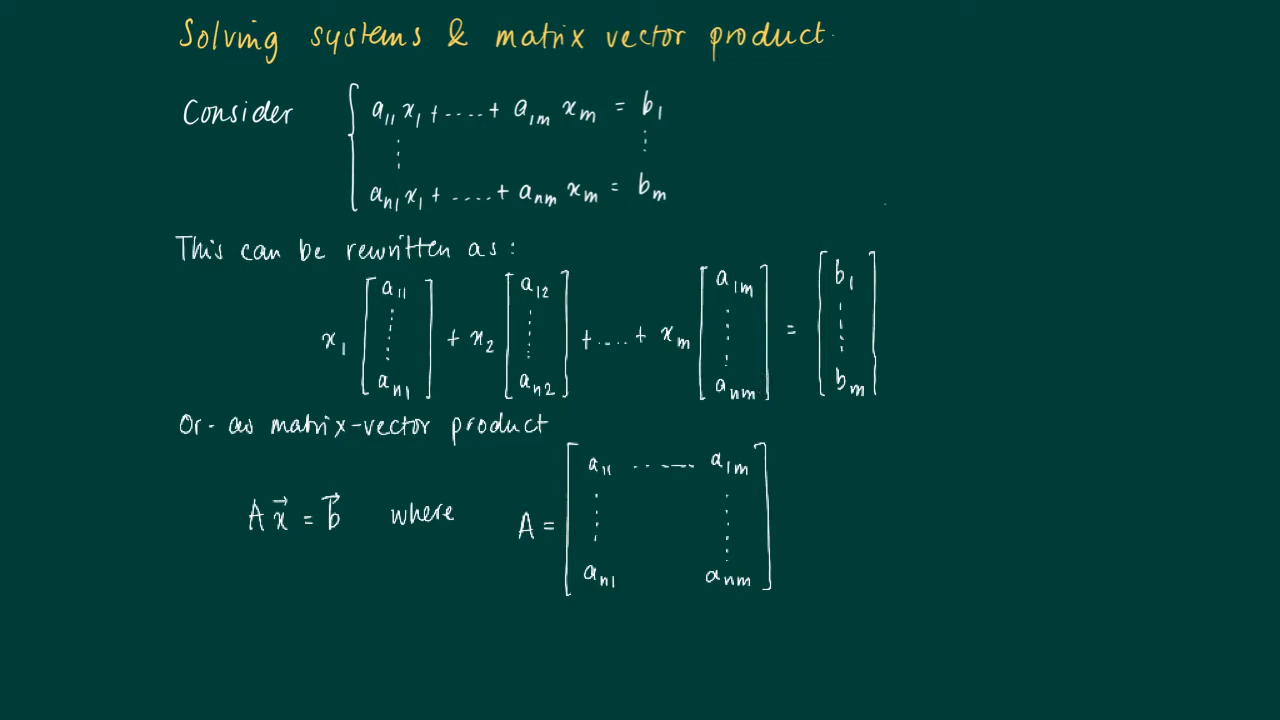 Solving systems & matrix vector product.
Consider { a₁₁ x₁ + ..... + a₁ₘ xₘ = b₁
⋮ ⋮
aₙ₁ x₁ + ..... + aₙₘ xₘ = bₘ
This can be rewritten as:
x₁ [a₁₁ ⋮ aₙ₁] + x₂ [a₁₂ ⋮ aₙ₂] + ..... + xₘ [a₁ₘ ⋮ aₙₘ] = [b₁ ⋮ bₘ]
Or - as matrix-vector product
A x⃗ = b⃗ where A = [a₁₁ ...... a₁ₘ ⋮ ⋮ aₙ₁ aₙₘ]